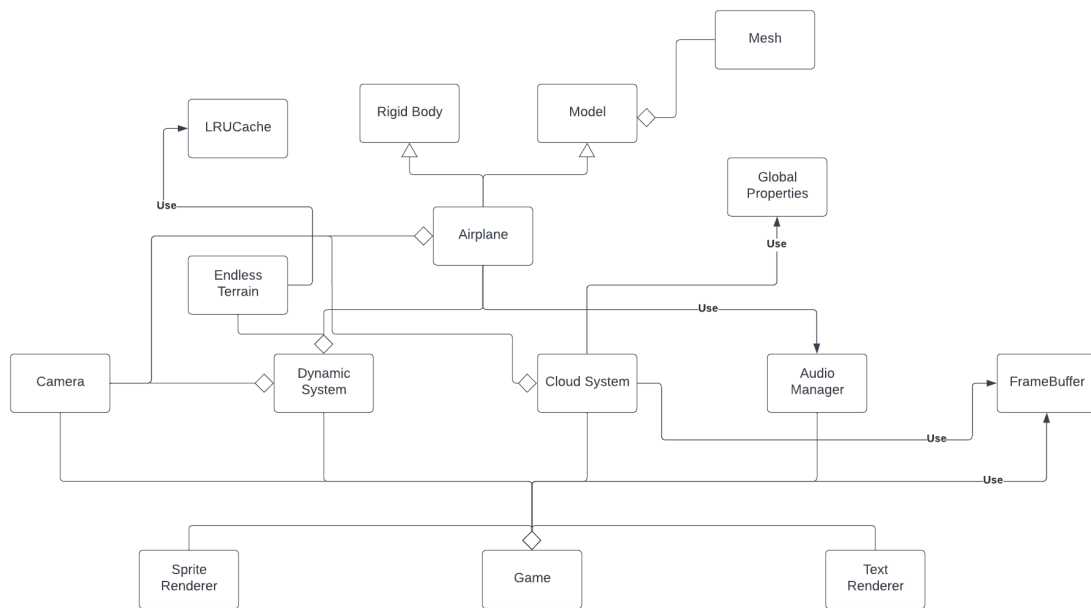 Mesh
Rigid Body
Model
LRUCache
Global
Properties
Use
Airplane
Use
Endless
Terrain
Use
Camera
Dynamic
System
Cloud System
Audio
Manager
FrameBuffer
Use
Use
Sprite
Renderer
Game
Text
Renderer